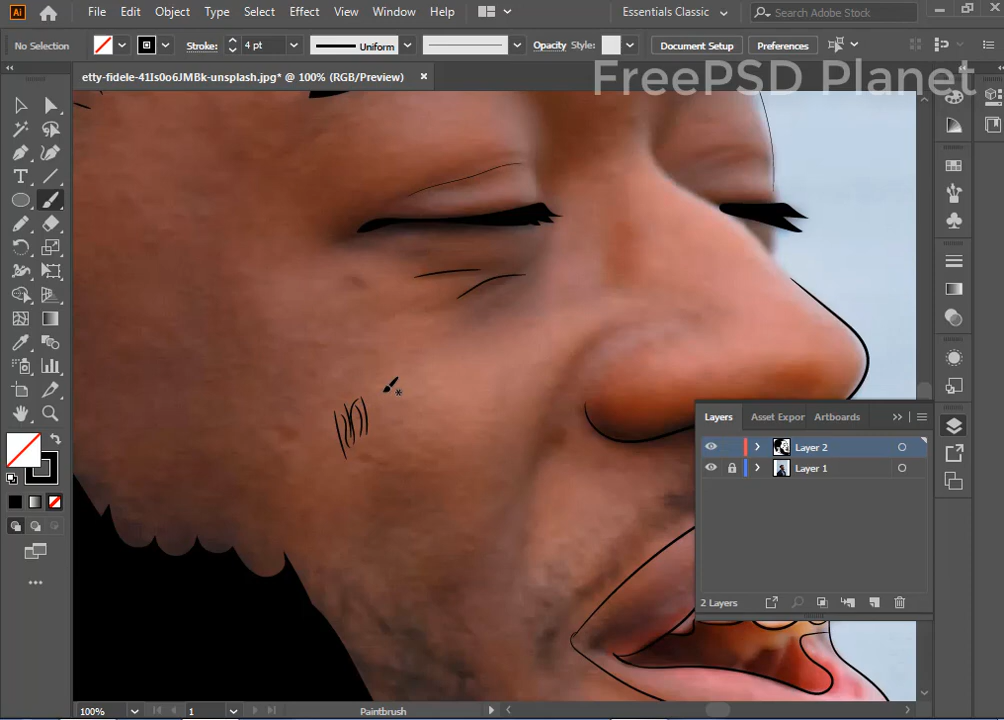 Ai File Edit Object Type Select Effect View Window Help Essentials Classic Search Adobe Stock
No Selection Stroke: 4 pt Uniform Opacity Style: Document Setup Preferences
etty-fidele-41Is0o6JMBk-unsplash.jpg* @ 100% (RGB/Preview)
FreePSD Planet
Layers Asset Expor Artboards
Layer 2
Layer 1
2 Layers
100% 1 Paintbrush